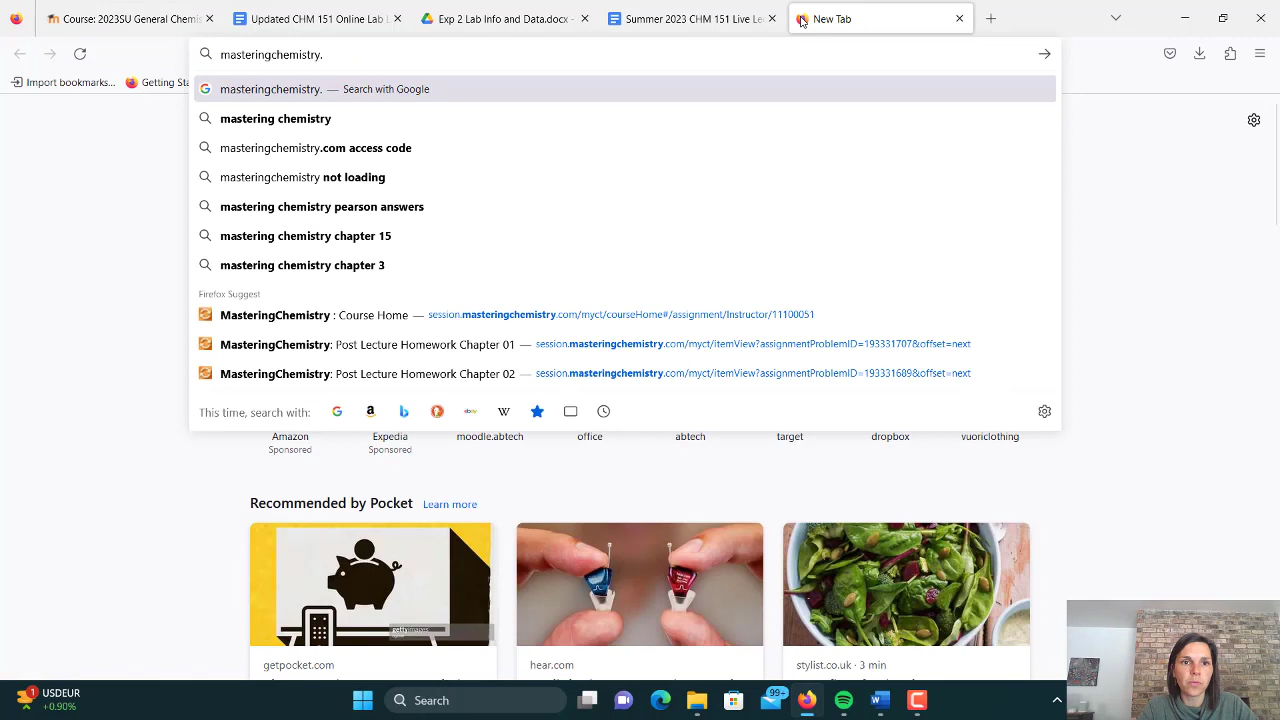 Course: 2023SU General Chemis
Updated CHM 151 Online Lab L
Exp 2 Lab Info and Data.docx -
Summer 2023 CHM 151 Live Le
New Tab
masteringchemistry.
Import bookmarks...
Getting Sta
masteringchemistry. — Search with Google
mastering chemistry
masteringchemistry.com access code
masteringchemistry not loading
mastering chemistry pearson answers
mastering chemistry chapter 15
mastering chemistry chapter 3
Firefox Suggest
MasteringChemistry : Course Home — session.masteringchemistry.com/myct/courseHome#/assignment/Instructor/11100051
MasteringChemistry: Post Lecture Homework Chapter 01 — session.masteringchemistry.com/myct/itemView?assignmentProblemID=193331707&offset=next
MasteringChemistry: Post Lecture Homework Chapter 02 — session.masteringchemistry.com/myct/itemView?assignmentProblemID=193331689&offset=next
This time, search with:
Amazon
Sponsored
Expedia
Sponsored
moodle.abtech
office
abtech
target
dropbox
vuoriclothing
Recommended by Pocket Learn more
gettyimages
getpocket.com
hear.com
stylist.co.uk · 3 min
1
USDEUR
+0.90%
Search
99+